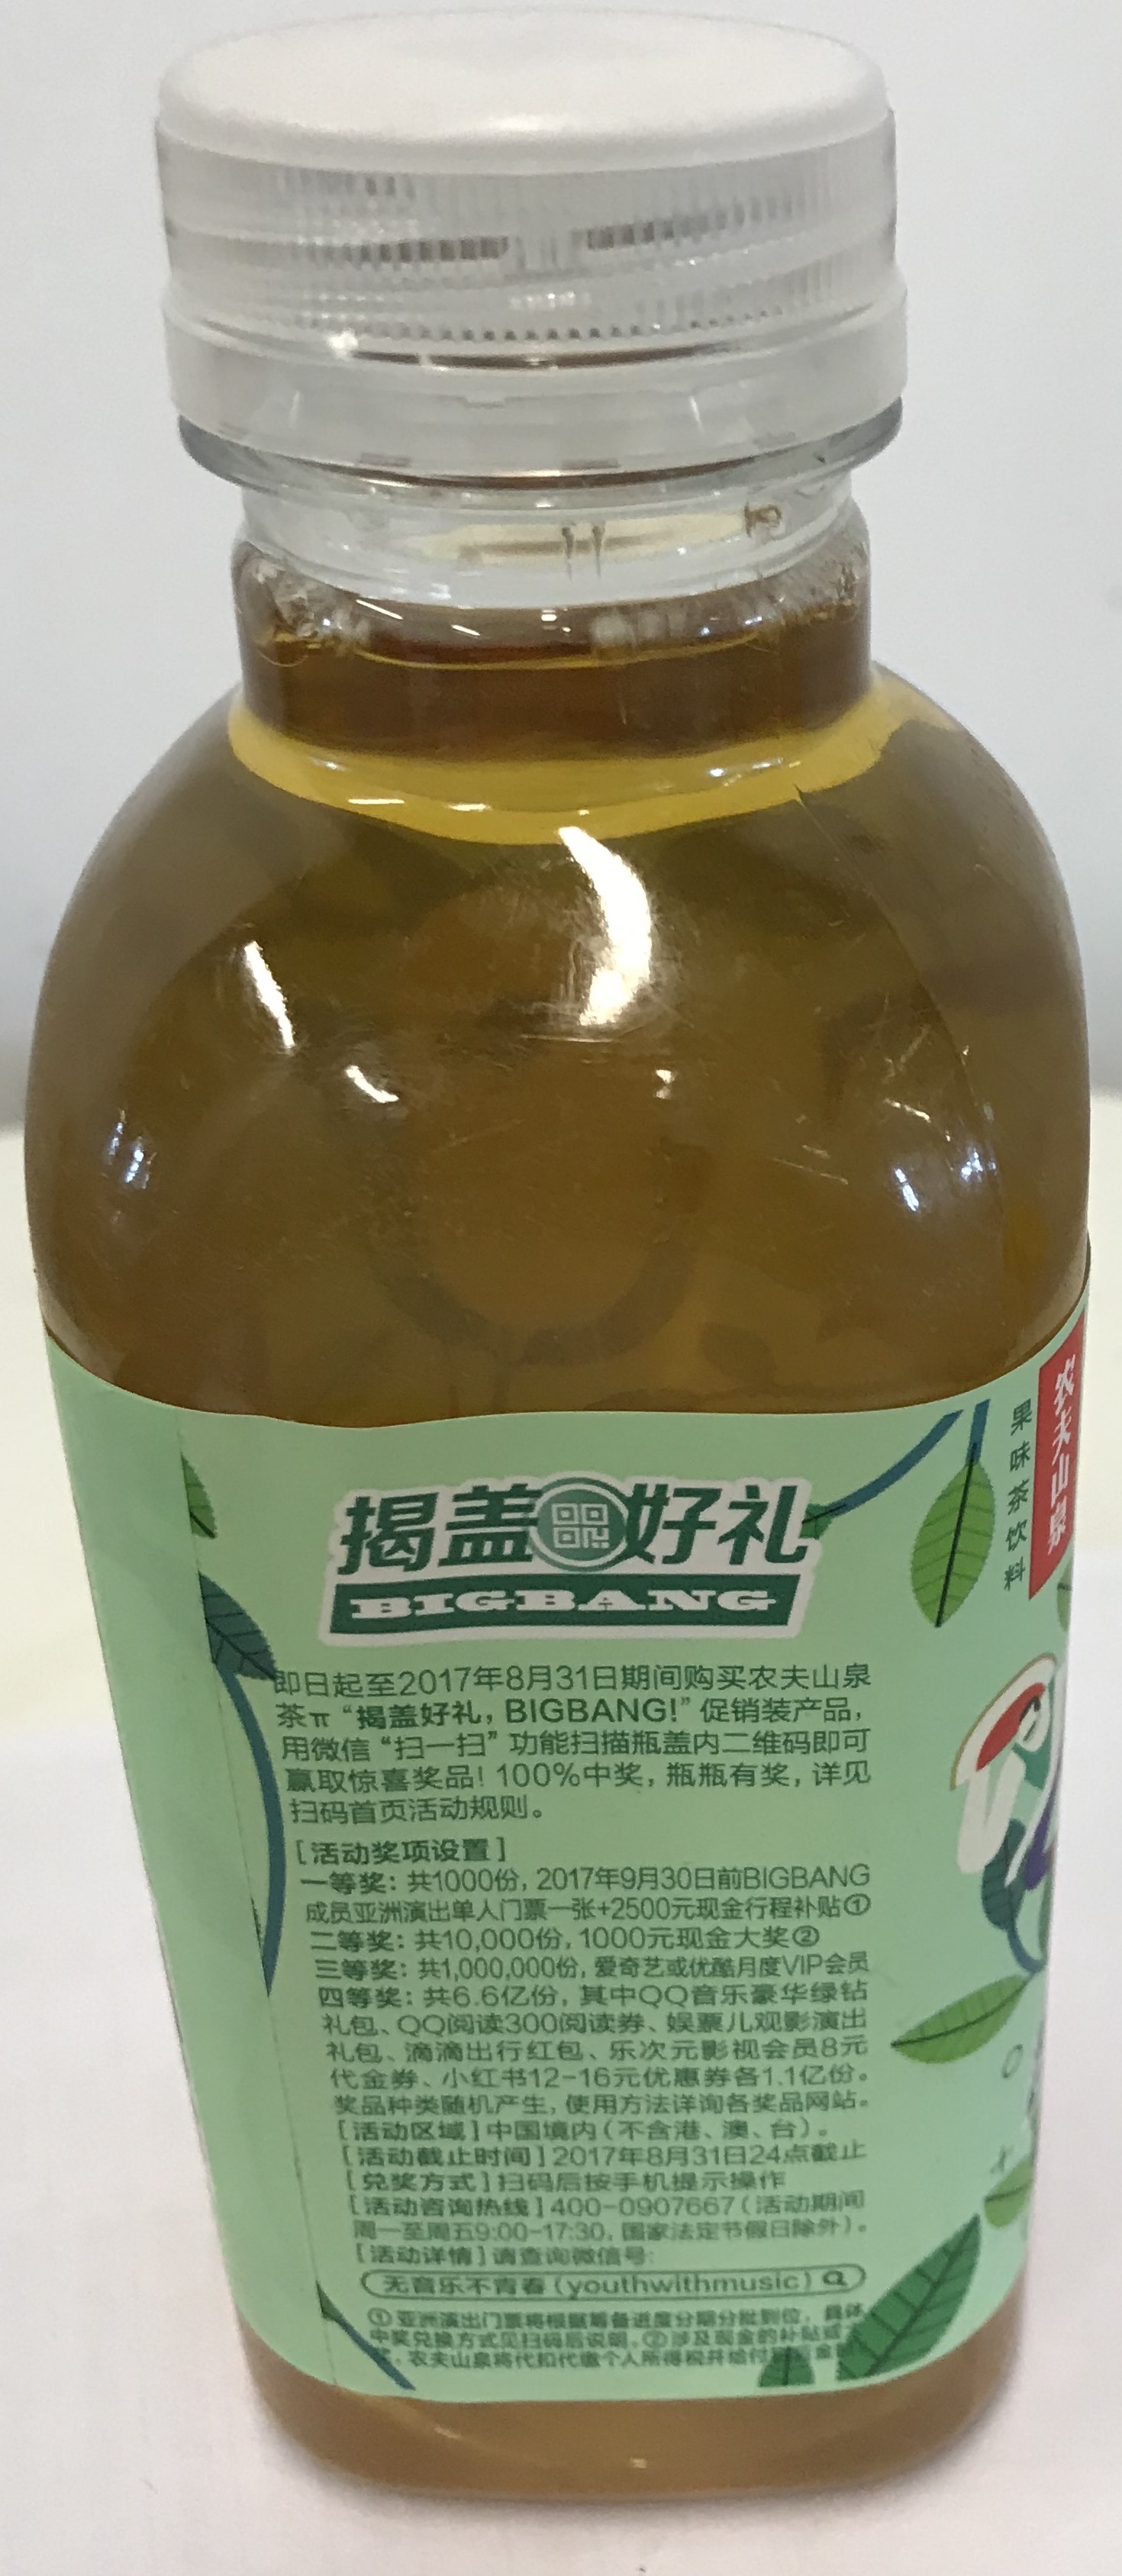 揭盖好礼
BIGBANG
即日起至2017年8月31日期间购买农夫山泉
茶π“揭盖好礼，BIGBANG!”促销装产品，
用微信“扫一扫”功能扫描瓶盖内二维码即可
赢取惊喜奖品！100%中奖，瓶瓶有奖，详见
扫码首页活动规则。
[活动奖项设置]
一等奖：共1000份，2017年9月30日前BIGBANG
成员亚洲演出单人门票一张+2500元现金行程补贴①
二等奖：共10,000份，1000元现金大奖②
三等奖：共1,000,000份，爱奇艺或优酷月度VIP会员
四等奖：共6.6亿份，其中QQ音乐豪华绿钻
礼包、QQ阅读300阅读券、娱票儿观影演出
礼包、滴滴出行红包、乐次元影视会员8元
代金券、小红书12-16元优惠券各1.1亿份。
奖品种类随机产生，使用方法详询各奖品网站。
[活动区域]中国境内（不含港、澳、台）。
[活动截止时间]2017年8月31日24点截止
[兑奖方式]扫码后按手机提示操作
[活动咨询热线]400-0907667（活动期间
周一至周五9:00-17:30，国家法定节假日除外）。
[活动详情]请查询微信号：
无音乐不青春（youthwithmusic）
①亚洲演出门票将根据筹备进度分期分批到位，具体
中奖兑换方式见扫码后说明。②涉及现金的补贴或
农夫山泉将代扣代缴个人所得税并给付
农夫山泉
果味茶饮料